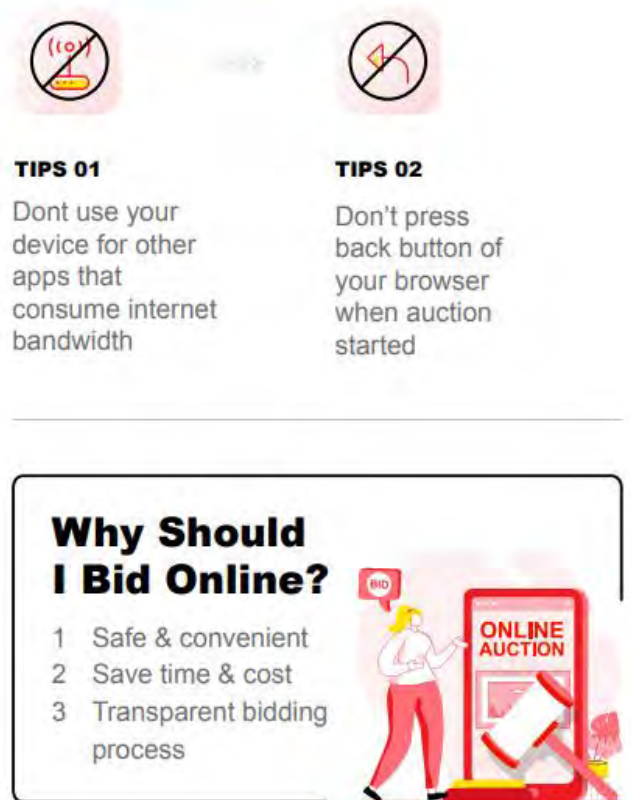 TIPS 01
Dont use your
device for other
apps that
consume internet
bandwidth
TIPS 02
Don't press
back button of
your browser
when auction
started
Why Should
I Bid Online?
1 Safe & convenient
2 Save time & cost
3 Transparent bidding
process
BID
ONLINE
AUCTION